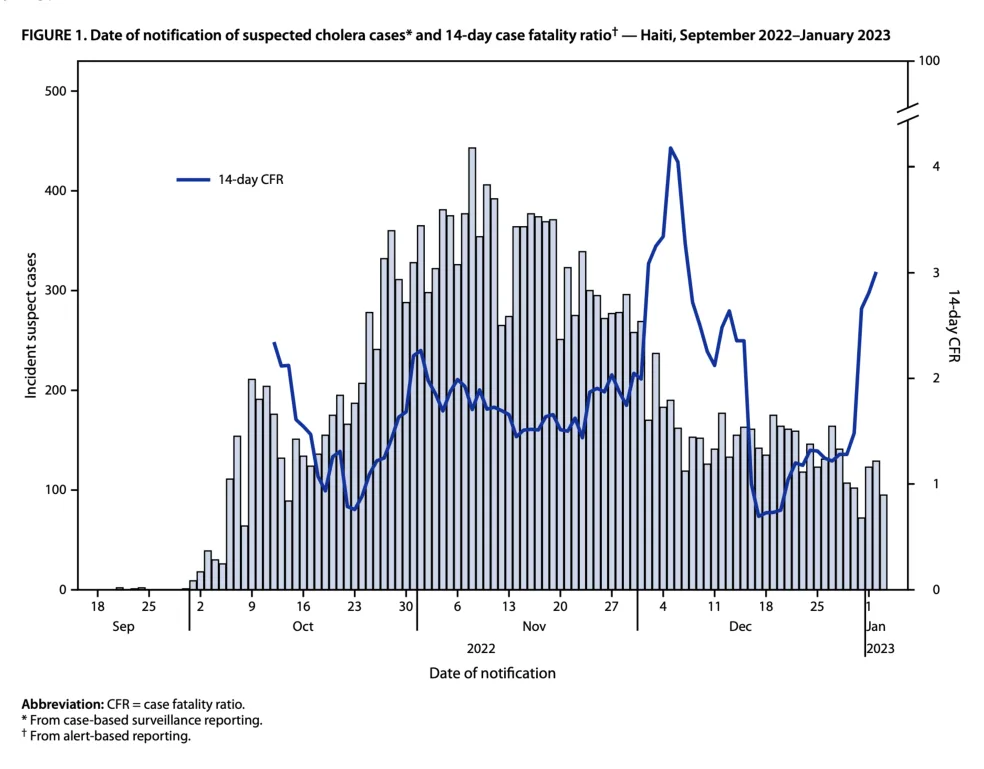 FIGURE 1. Date of notification of suspected cholera cases* and 14-day case fatality ratio† — Haiti, September 2022–January 2023
100
500
14-day CFR
4
400
3
300
Incident suspect cases
14-day CFR
2
200
1
100
0
0
18 25 2 9 16 23 30 6 13 20 27 4 11 18 25 1
Sep Oct Nov Dec Jan
2022 2023
Date of notification
Abbreviation: CFR = case fatality ratio.
* From case-based surveillance reporting.
† From alert-based reporting.